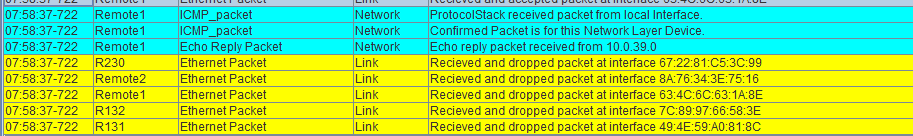 07:58:37-722 Remote1 Ethernet Packet Link Recieved and accepted packet at interface 63:4C:6C:63:1A:8E
07:58:37-722 Remote1 ICMP_packet Network ProtocolStack received packet from local Interface.
07:58:37-722 Remote1 ICMP_packet Network Confirmed Packet is for this Network Layer Device.
07:58:37-722 Remote1 Echo Reply Packet Network Echo reply packet received from 10.0.39.0
07:58:37-722 R230 Ethernet Packet Link Recieved and dropped packet at interface 67:22:81:C5:3C:99
07:58:37-722 Remote2 Ethernet Packet Link Recieved and dropped packet at interface 8A:76:34:3E:75:16
07:58:37-722 Remote1 Ethernet Packet Link Recieved and dropped packet at interface 63:4C:6C:63:1A:8E
07:58:37-722 R132 Ethernet Packet Link Recieved and dropped packet at interface 7C:89:97:66:58:3E
07:58:37-722 R131 Ethernet Packet Link Recieved and dropped packet at interface 49:4E:59:A0:81:8C